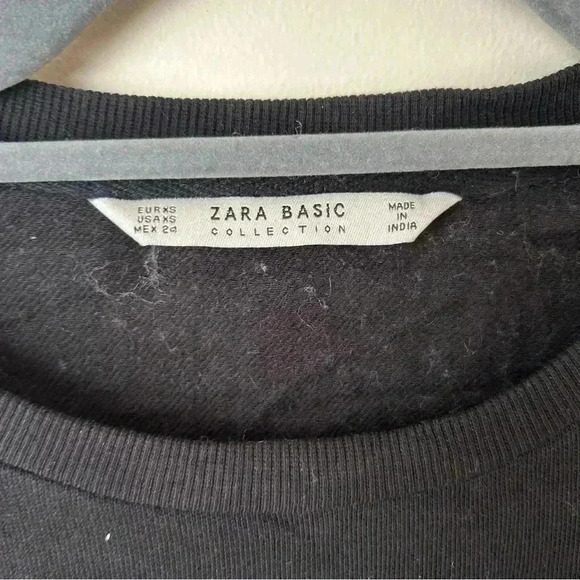 EUR XS
USA XS
MEX 24
ZARA BASIC
COLLECTION
MADE
IN
INDIA